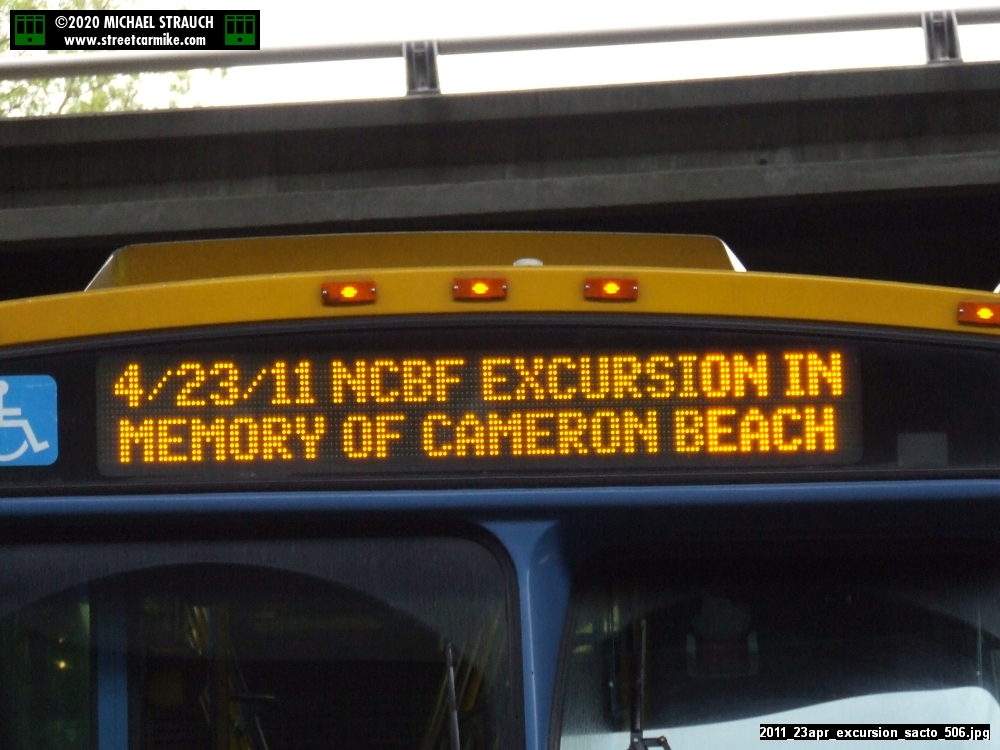 ©2020 MICHAEL STRAUCH
www.streetcarmike.com
4/23/11 NCBF EXCURSION IN
MEMORY OF CAMERON BEACH
2011_23apr_excursion_sacto_506.jpg